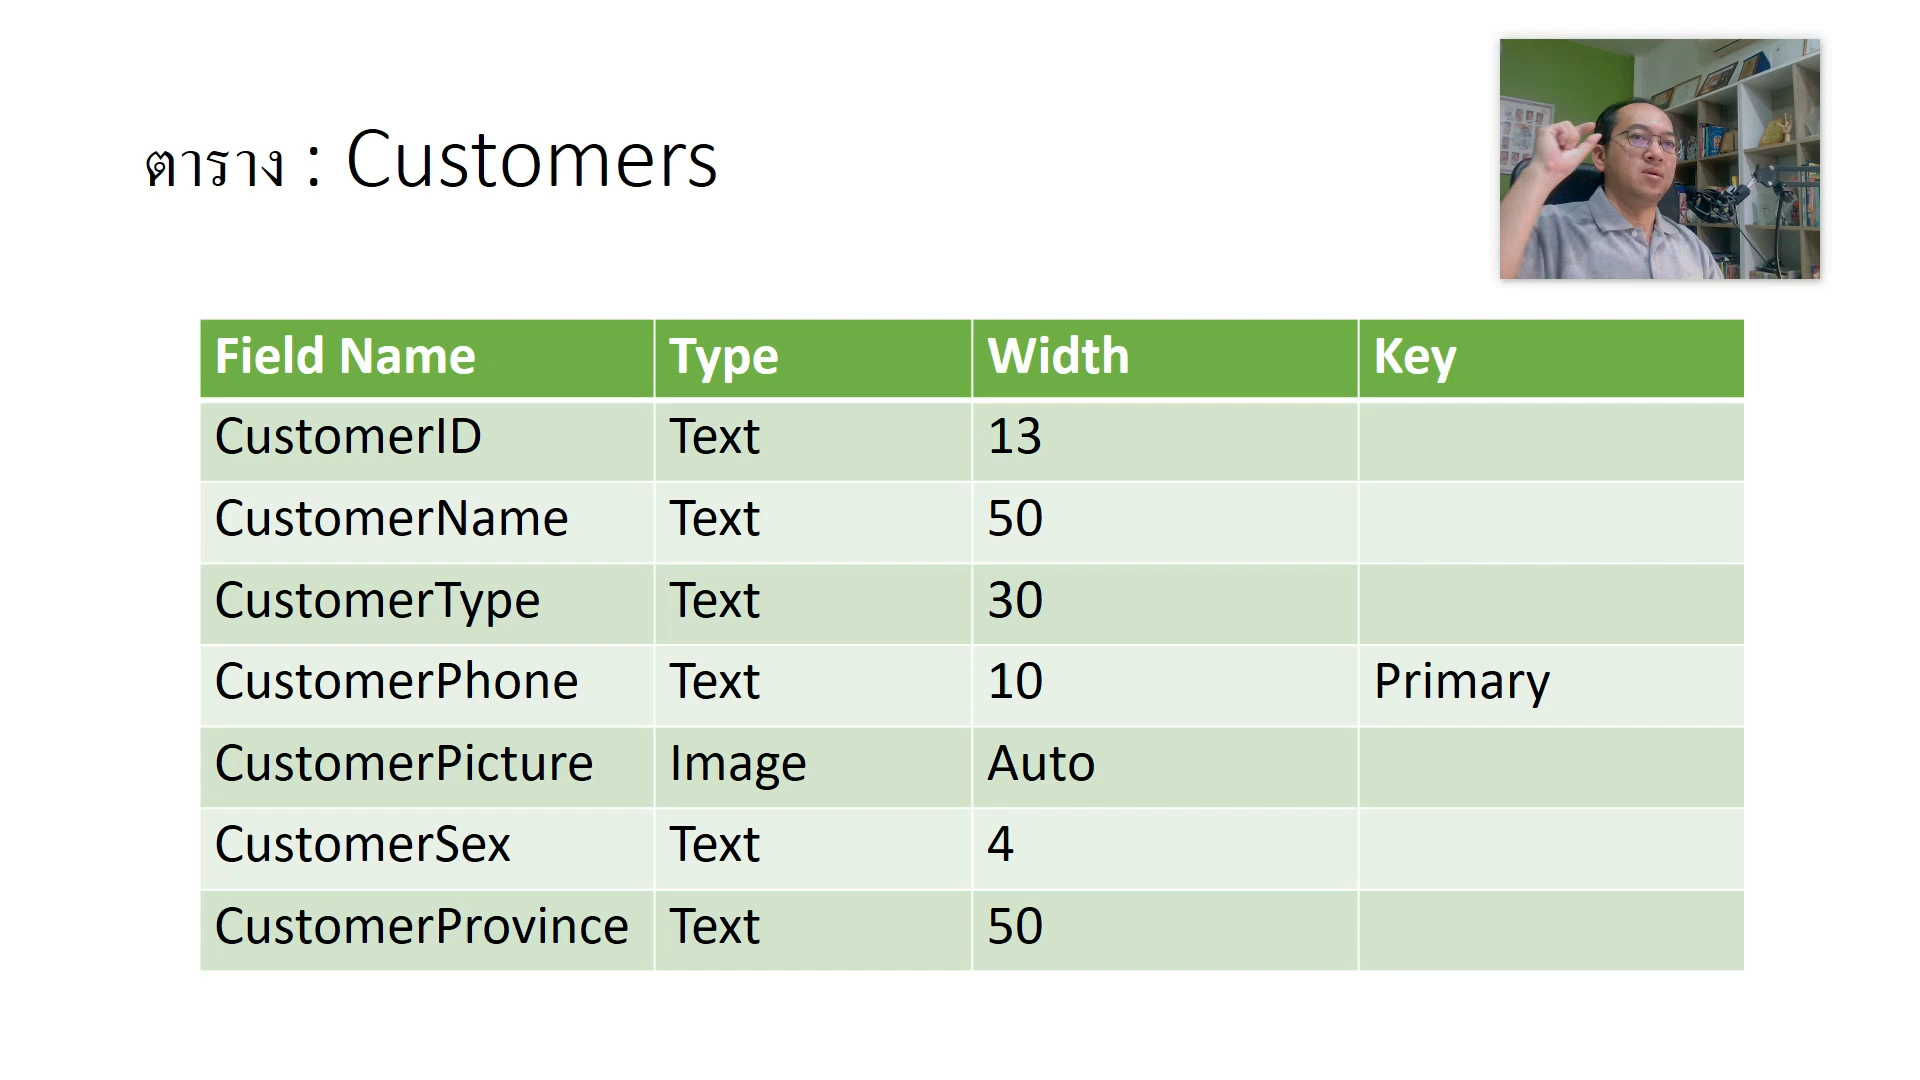 ตาราง : Customers
Field Name Type Width Key
CustomerID Text 13
CustomerName Text 50
CustomerType Text 30
CustomerPhone Text 10 Primary
CustomerPicture Image Auto
CustomerSex Text 4
CustomerProvince Text 50